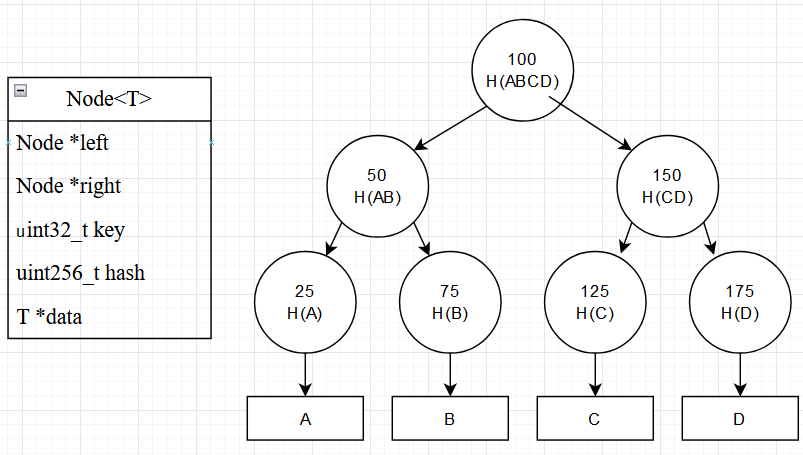 Node<T>
Node *left
Node *right
uint32_t key
uint256_t hash
T *data
100
H(ABCD)
50
H(AB)
150
H(CD)
25
H(A)
75
H(B)
125
H(C)
175
H(D)
A
B
C
D